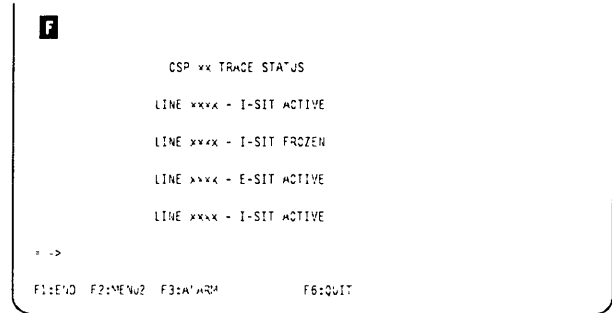 F
CSP xx TRACE STATUS
LINE xxxx - I-SIT ACTIVE
LINE xxxx - I-SIT FROZEN
LINE xxxx - E-SIT ACTIVE
LINE xxxx - I-SIT ACTIVE
= ->
F1:END F2:MENU2 F3:ALARM F6:QUIT